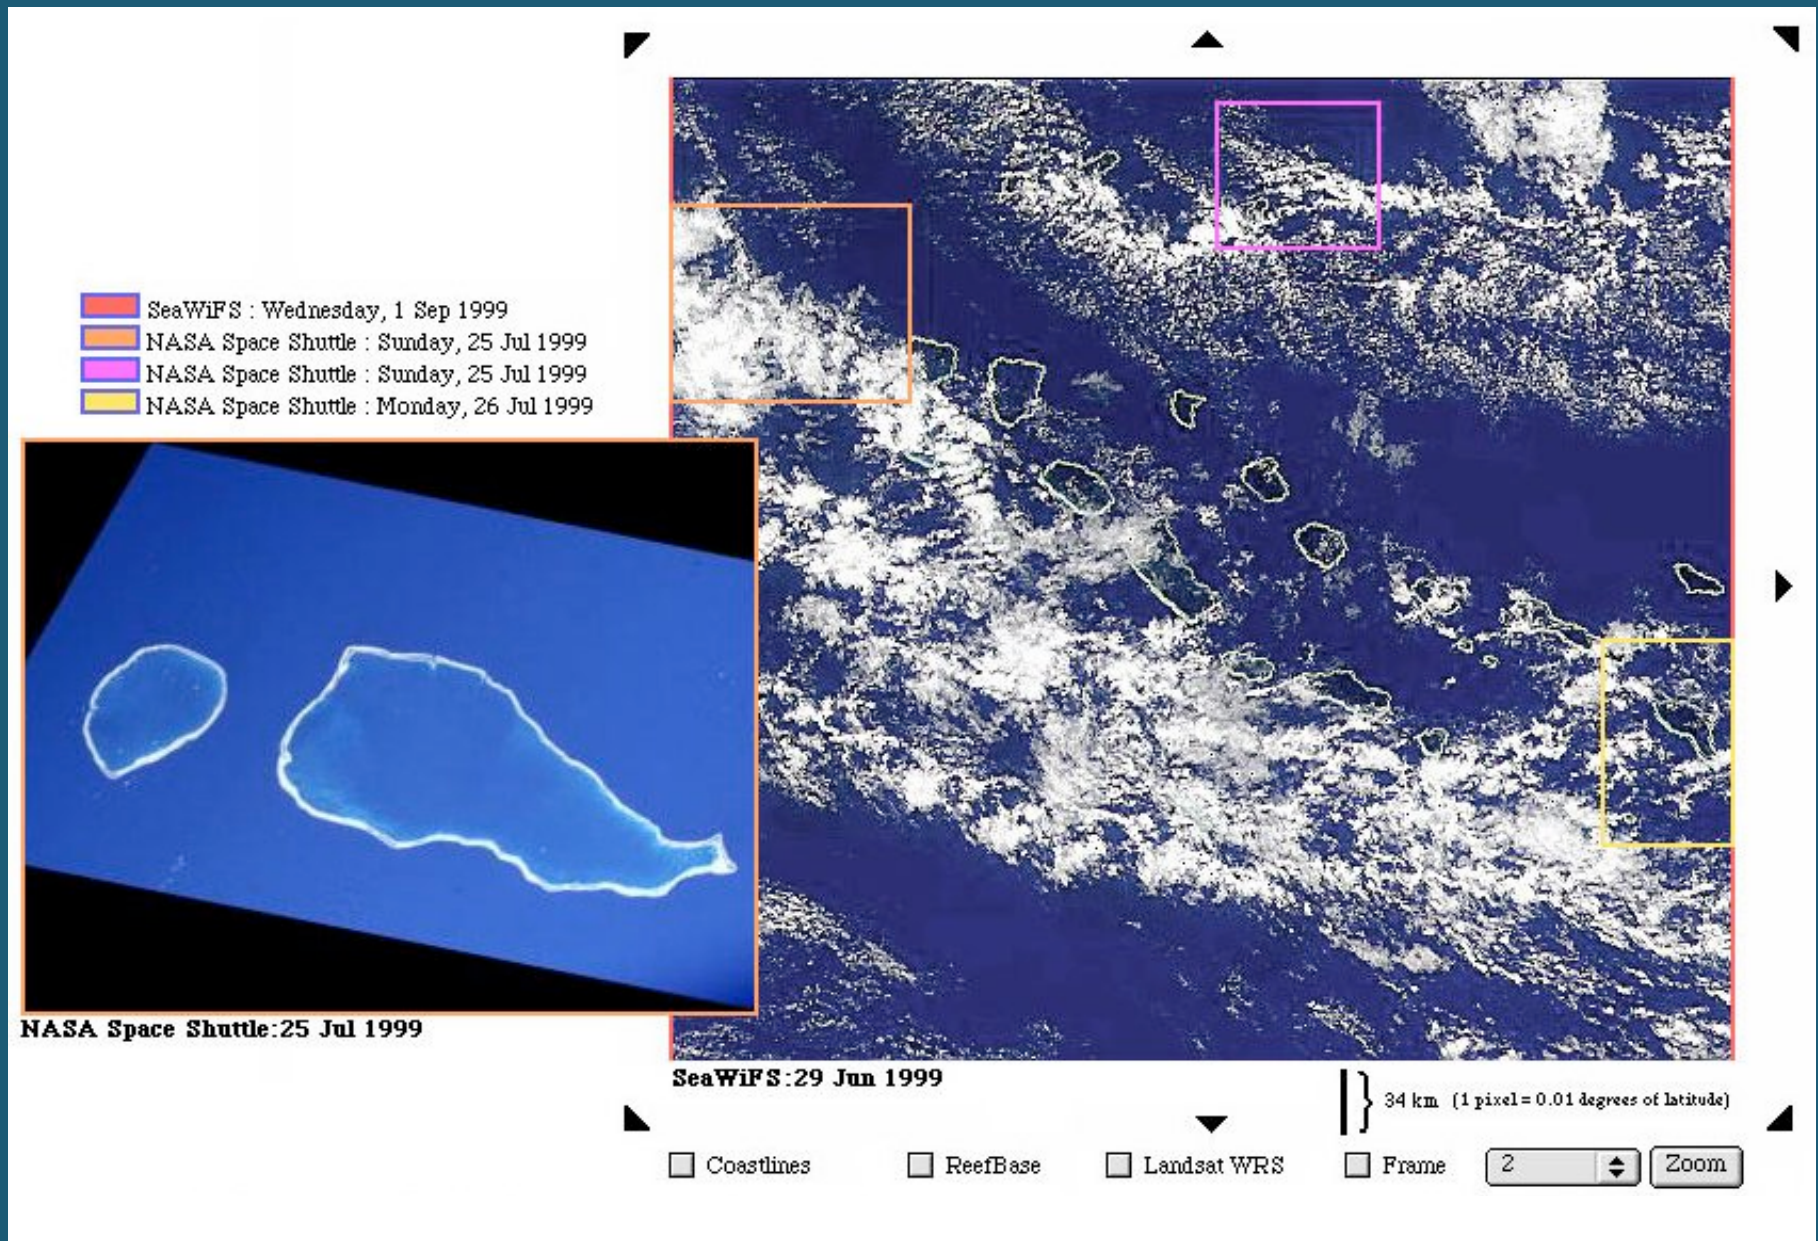 SeaWiFS : Wednesday, 1 Sep 1999
NASA Space Shuttle : Sunday, 25 Jul 1999
NASA Space Shuttle : Sunday, 25 Jul 1999
NASA Space Shuttle : Monday, 26 Jul 1999
NASA Space Shuttle:25 Jul 1999
SeaWiFS:29 Jun 1999
34 km (1 pixel = 0.01 degrees of latitude)
Coastlines ReefBase Landsat WRS Frame 2 Zoom